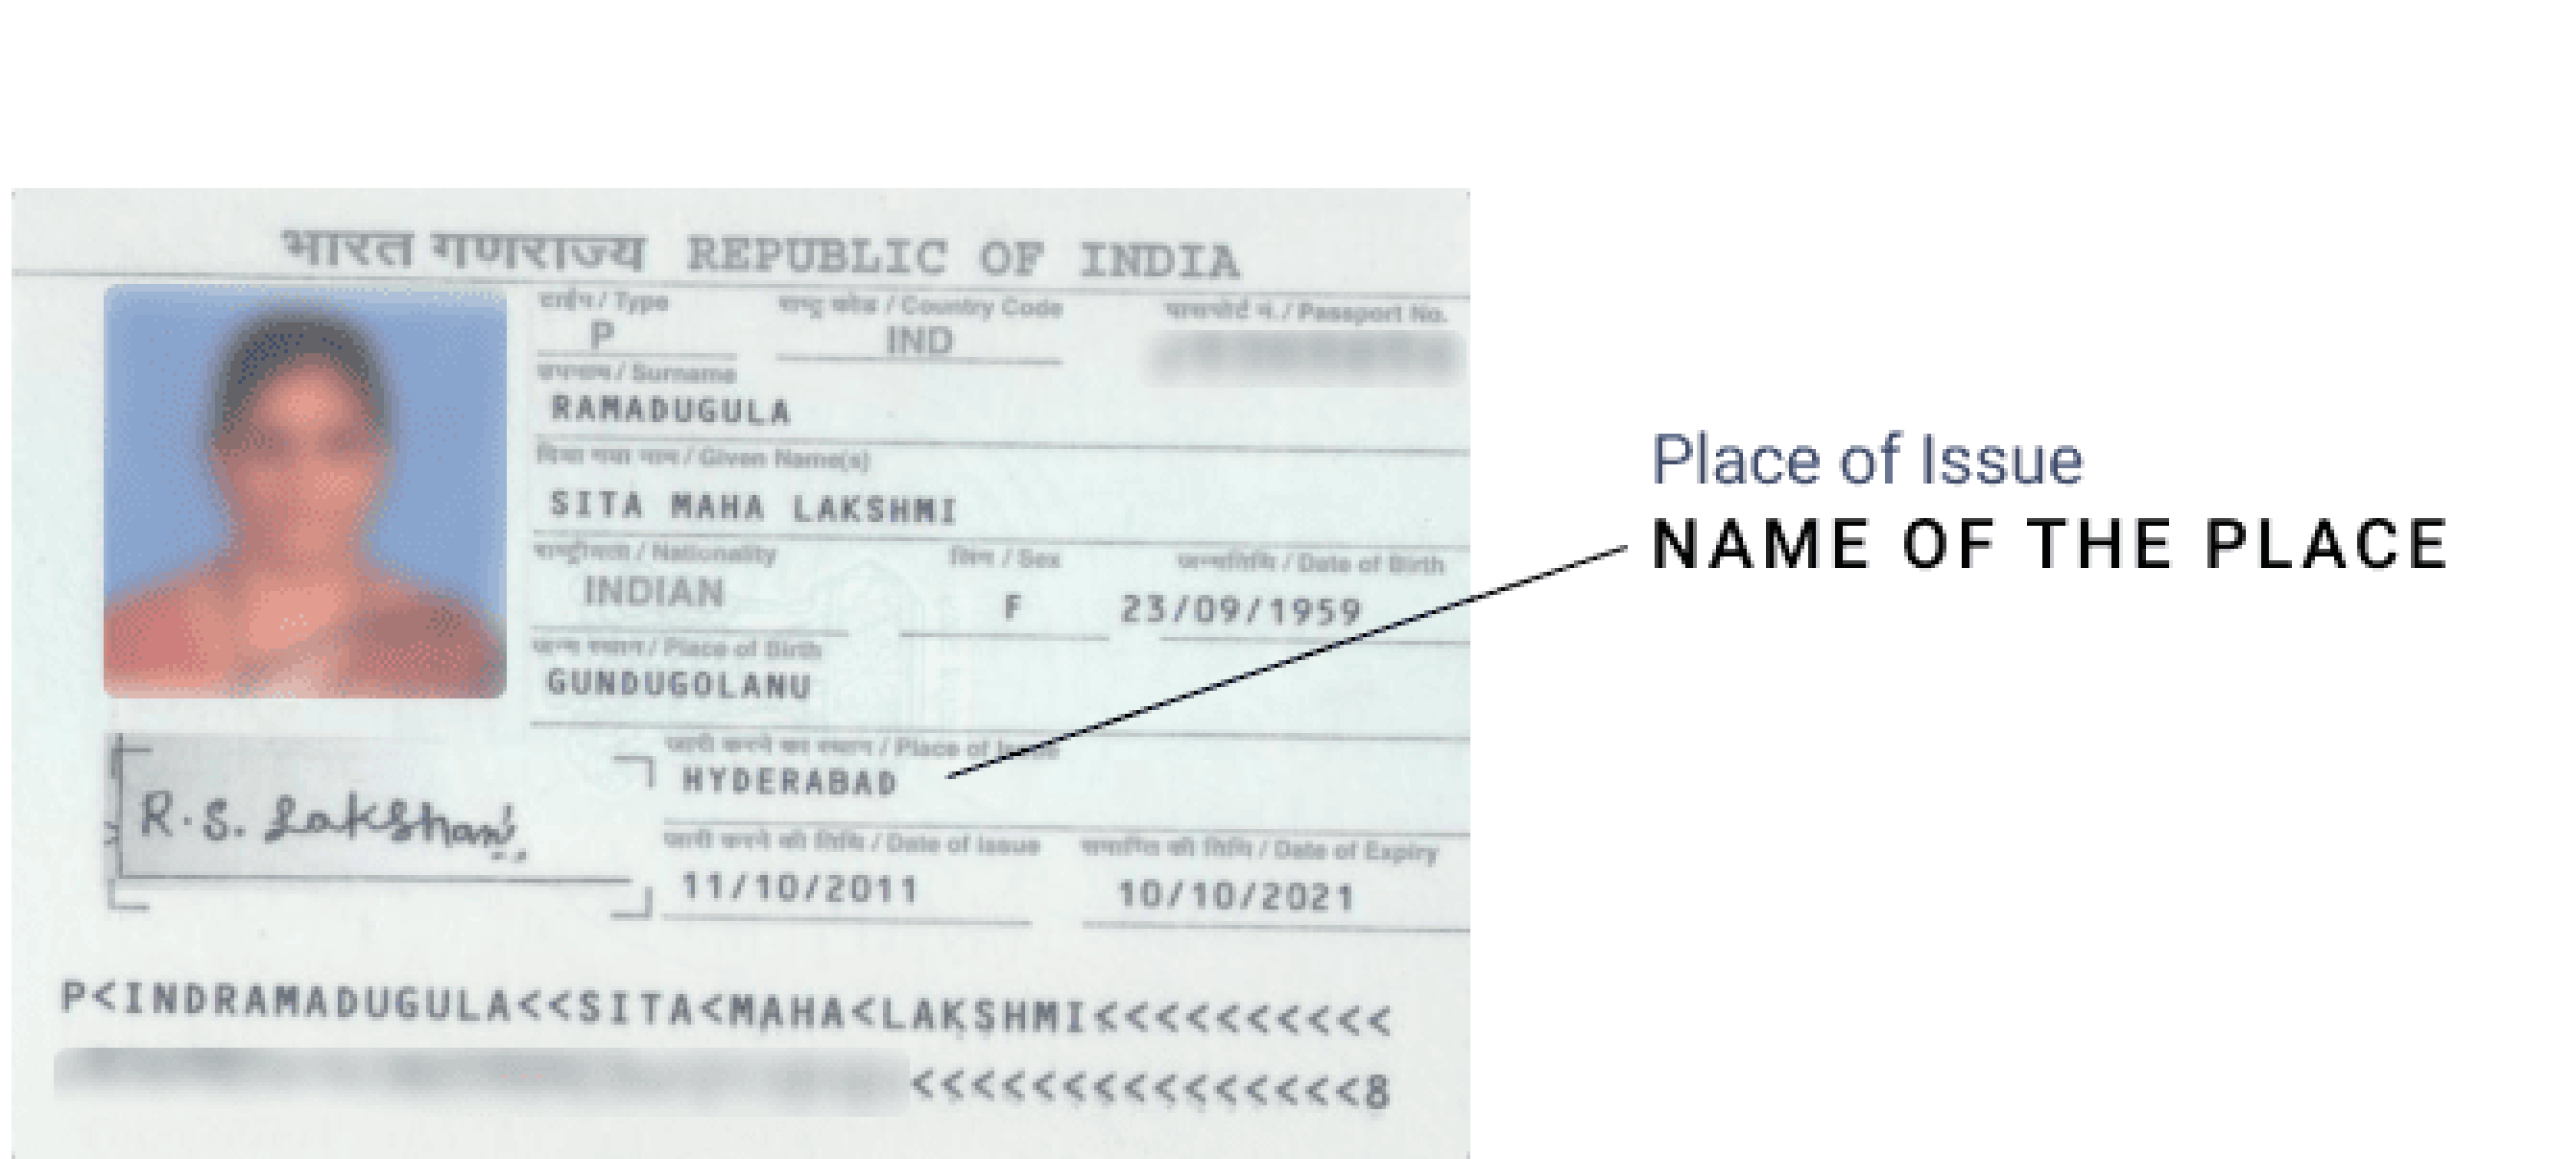 भारत गणराज्य REPUBLIC OF INDIA
टाईप / Type राष्ट्र कोड / Country Code पासपोर्ट नं. / Passport No.
P IND
उपनाम / Surname
RAMADUGULA
दिया गया नाम / Given Name(s)
SITA MAHA LAKSHMI
राष्ट्रीयता / Nationality लिंग / Sex जन्मतिथि / Date of Birth
INDIAN F 23/09/1959
जन्म स्थान / Place of Birth
GUNDUGOLANU
जारी करने का स्थान / Place of Issue
HYDERABAD
Place of Issue
NAME OF THE PLACE
R.S. Lakshmi
जारी करने की तिथि / Date of Issue समाप्ति की तिथि / Date of Expiry
11/10/2011 10/10/2021
P<INDRAMADUGULA<<SITA<MAHA<LAKSHMI<<<<<<<<<<
<<<<<<<<<<<<<<<8